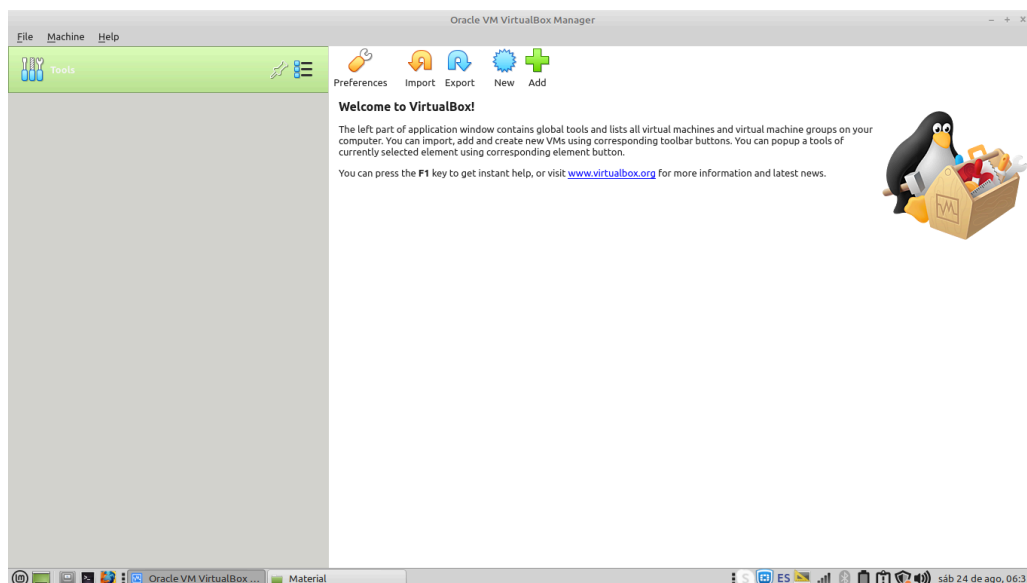 Oracle VM VirtualBox Manager
File Machine Help
Tools
Preferences Import Export New Add
Welcome to VirtualBox!
The left part of application window contains global tools and lists all virtual machines and virtual machine groups on your
computer. You can import, add and create new VMs using corresponding toolbar buttons. You can popup a tools of
currently selected element using corresponding element button.
You can press the F1 key to get instant help, or visit www.virtualbox.org for more information and latest news.
Oracle VM VirtualBox ... Material ES sáb 24 de ago, 06:3